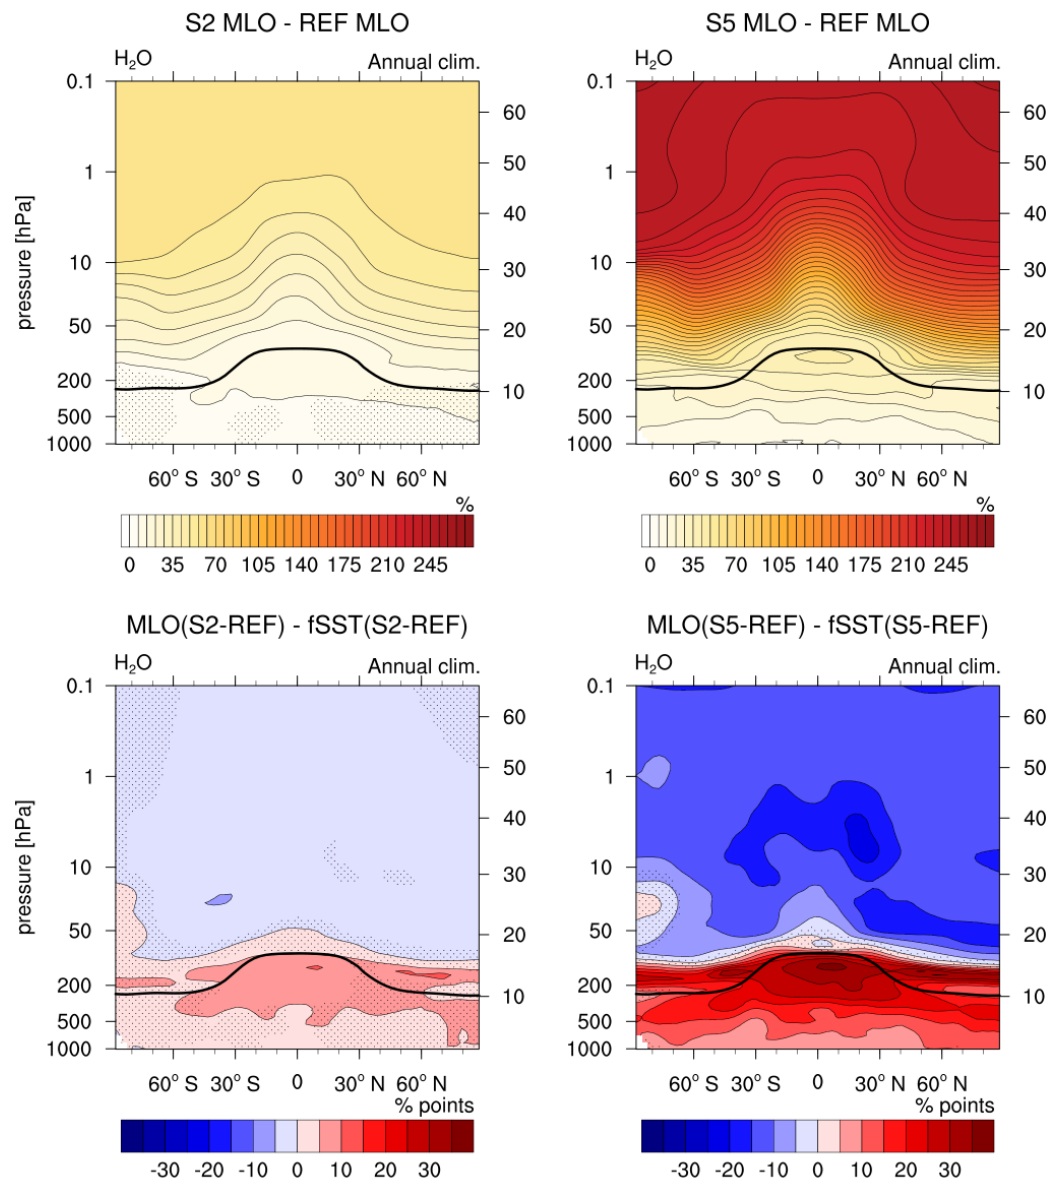 S2 MLO - REF MLO
H₂O Annual clim.
0.1
1
10
50
200
500
1000
pressure [hPa]
60
50
40
30
20
10
60° S 30° S 0 30° N 60° N
%
0 35 70 105 140 175 210 245
S5 MLO - REF MLO
H₂O Annual clim.
0.1
1
10
50
200
500
1000
60
50
40
30
20
10
60° S 30° S 0 30° N 60° N
%
0 35 70 105 140 175 210 245
MLO(S2-REF) - fSST(S2-REF)
H₂O Annual clim.
0.1
1
10
50
200
500
1000
pressure [hPa]
60
50
40
30
20
10
60° S 30° S 0 30° N 60° N
% points
-30 -20 -10 0 10 20 30
MLO(S5-REF) - fSST(S5-REF)
H₂O Annual clim.
0.1
1
10
50
200
500
1000
60
50
40
30
20
10
60° S 30° S 0 30° N 60° N
% points
-30 -20 -10 0 10 20 30